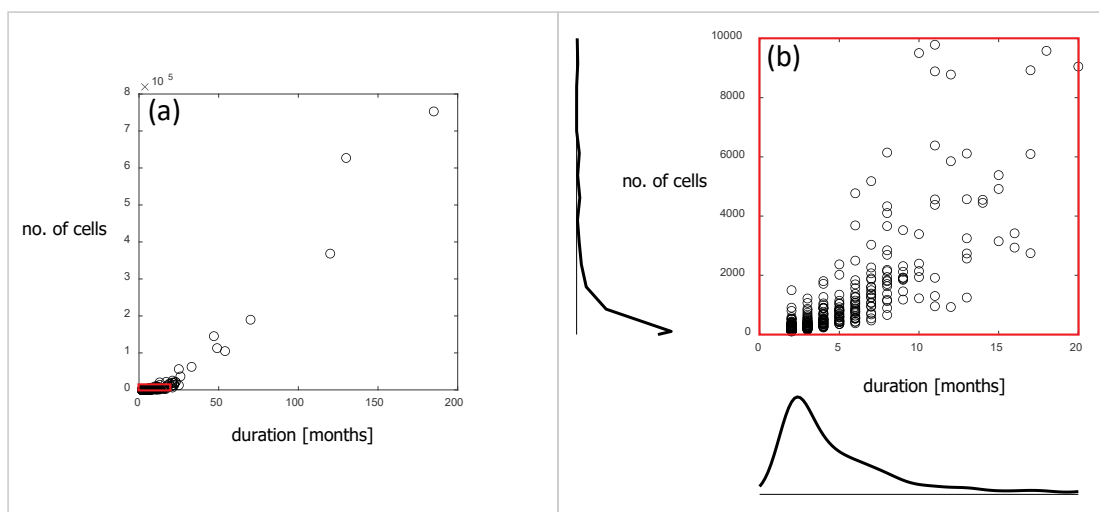 × 10 5
(a)
8
7
6
5
4
3
2
1
0
no. of cells
0 50 100 150 200
duration [months]
(b)
10000
8000
6000
4000
2000
0
no. of cells
0 5 10 15 20
duration [months]